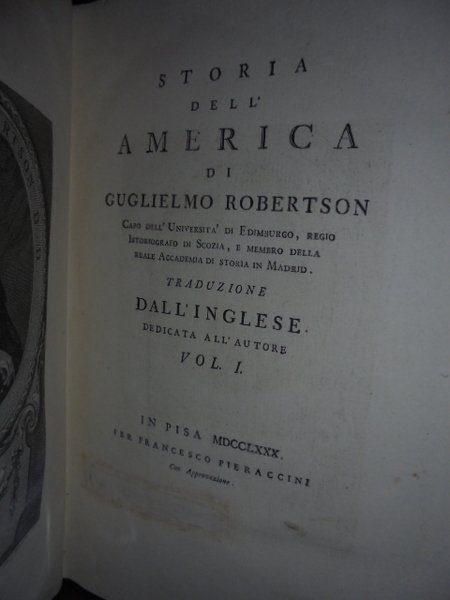 STORIA
DELL'
AMERICA
DI
GUGLIELMO ROBERTSON
CAPO DELL'UNIVERSITA' DI EDIMBURGO, REGIO
ISTORIOGRAFO DI SCOZIA, E MEMBRO DELLA
REALE ACCADEMIA DI STORIA IN MADRID.
TRADUZIONE
DALL'INGLESE.
DEDICATA ALL'AUTORE
VOL. I.
IN PISA MDCCLXXX.
PER FRANCESCO PIERACCINI
Con Approvazione.